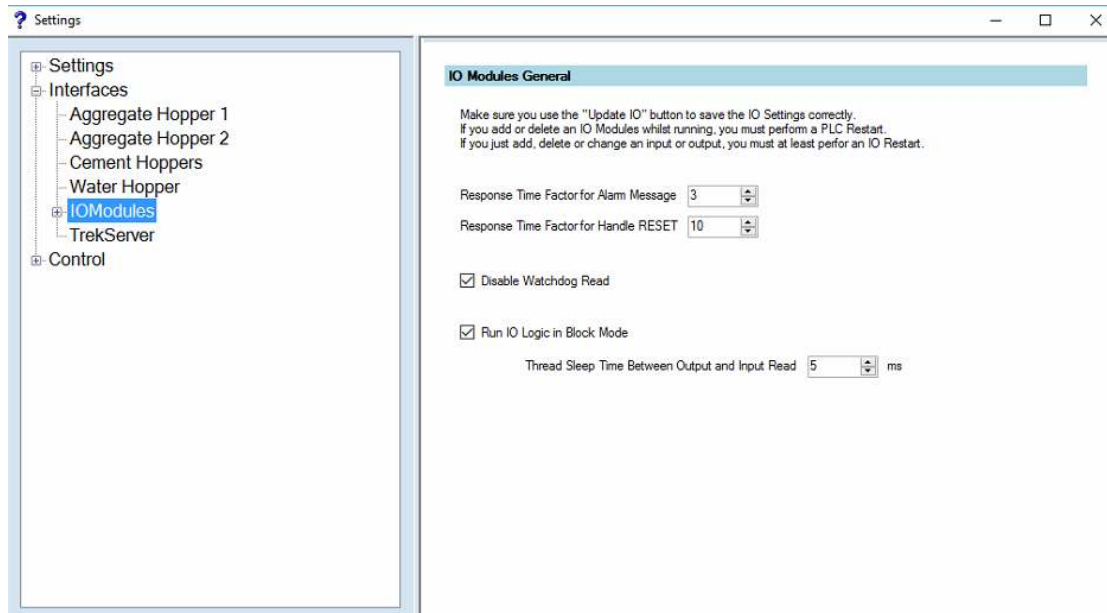 Settings
Settings
Interfaces
Aggregate Hopper 1
Aggregate Hopper 2
Cement Hoppers
Water Hopper
IOModules
TrekServer
Control
IO Modules General
Make sure you use the "Update IO" button to save the IO Settings correctly.
If you add or delete an IO Modules whilst running, you must perform a PLC Restart.
If you just add, delete or change an input or output, you must at least perfor an IO Restart.
Response Time Factor for Alarm Message 3
Response Time Factor for Handle RESET 10
Disable Watchdog Read
Run IO Logic in Block Mode
Thread Sleep Time Between Output and Input Read 5 ms